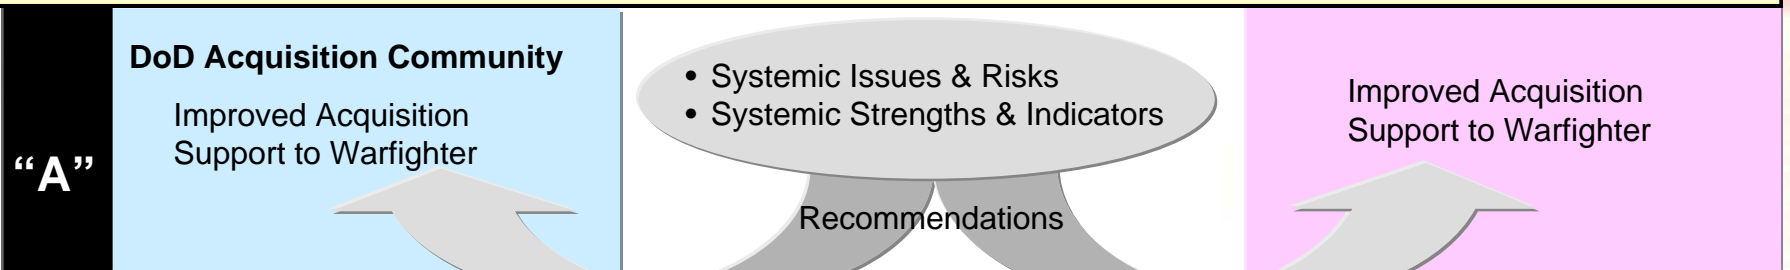 “A”
DoD Acquisition Community
Improved Acquisition
Support to Warfighter
• Systemic Issues & Risks
• Systemic Strengths & Indicators
Recommendations
Improved Acquisition
Support to Warfighter